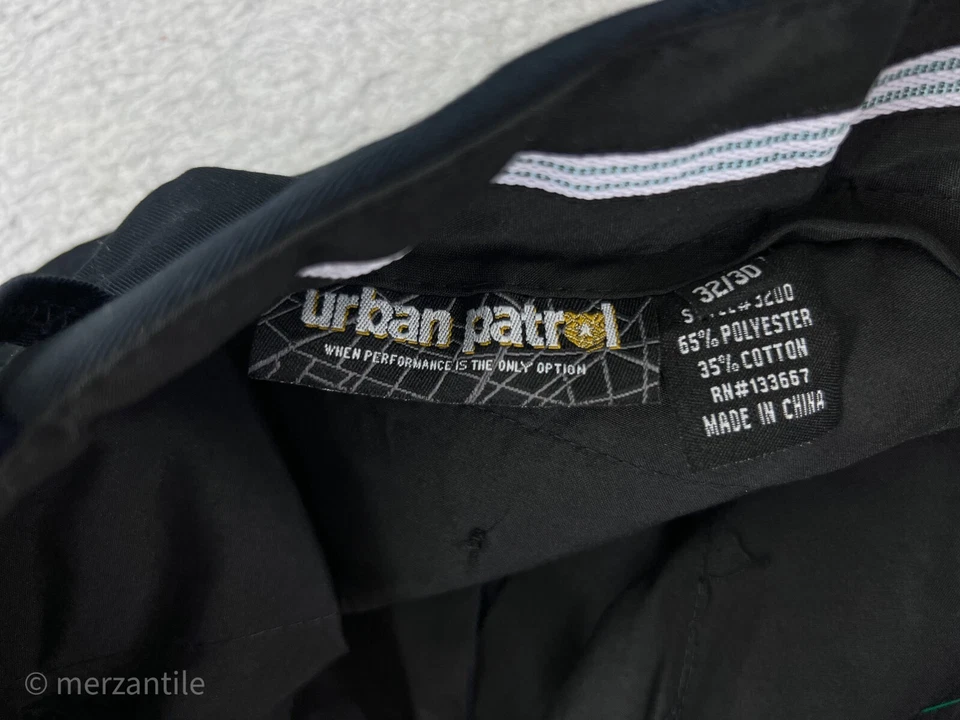 urban patrol
WHEN PERFORMANCE IS THE ONLY OPTION
32/30
#3200
65% POLYESTER
35% COTTON
RN#133667
MADE IN CHINA
© merzantile